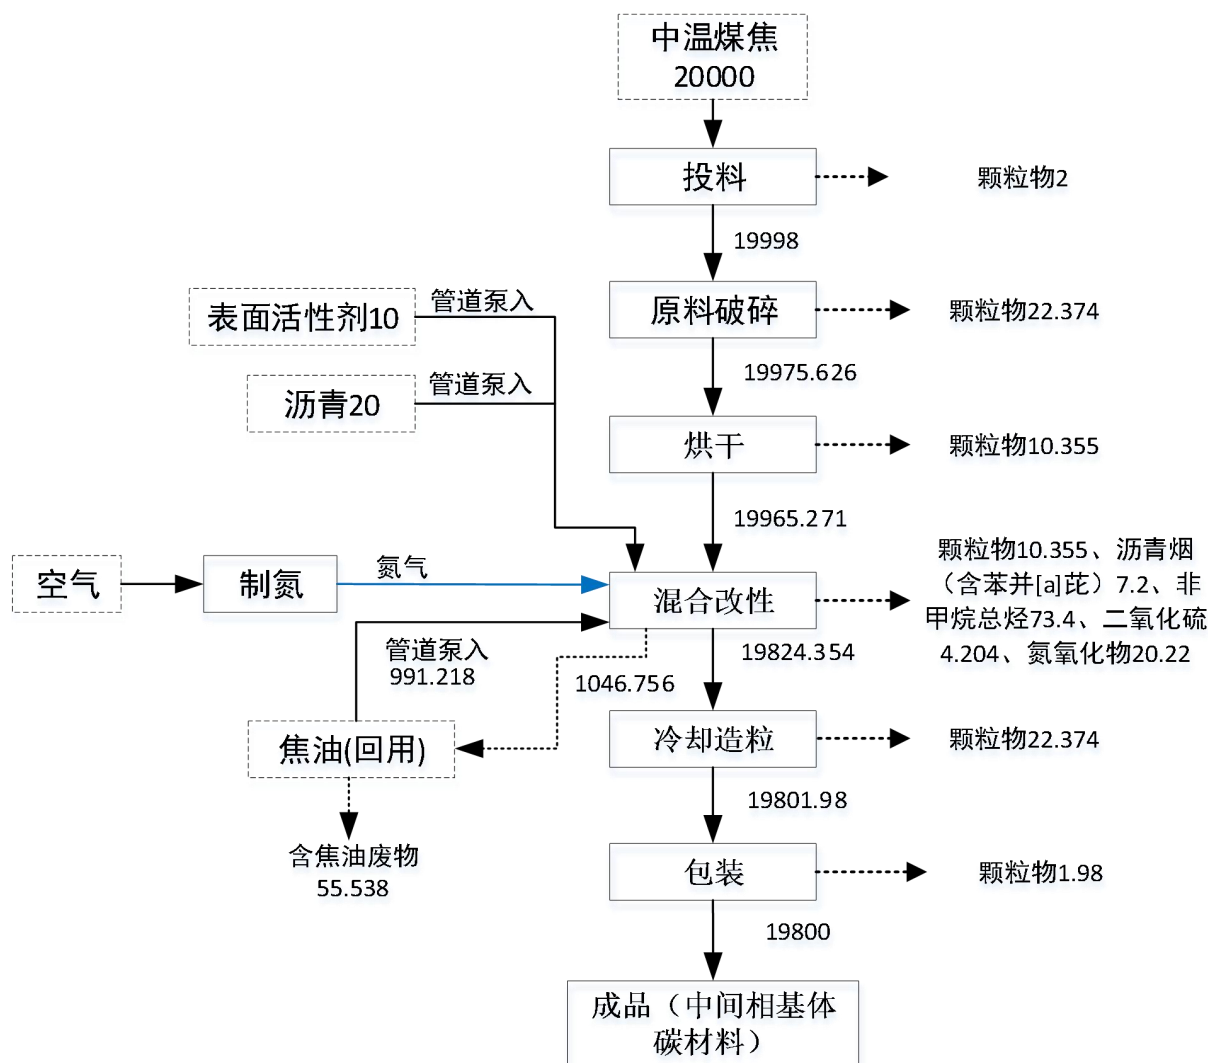 中温煤焦
20000
投料
颗粒物2
19998
管道泵入
表面活性剂10
原料破碎
颗粒物22.374
管道泵入
19975.626
沥青20
烘干
颗粒物10.355
19965.271
空气
制氮
氮气
混合改性
颗粒物10.355、沥青烟
（含苯并[a]芘）7.2、非
甲烷总烃73.4、二氧化硫
4.204、氮氧化物20.22
管道泵入
991.218
1046.756
19824.354
焦油(回用)
冷却造粒
颗粒物22.374
19801.98
含焦油废物
55.538
包装
颗粒物1.98
19800
成品（中间相基体
碳材料）